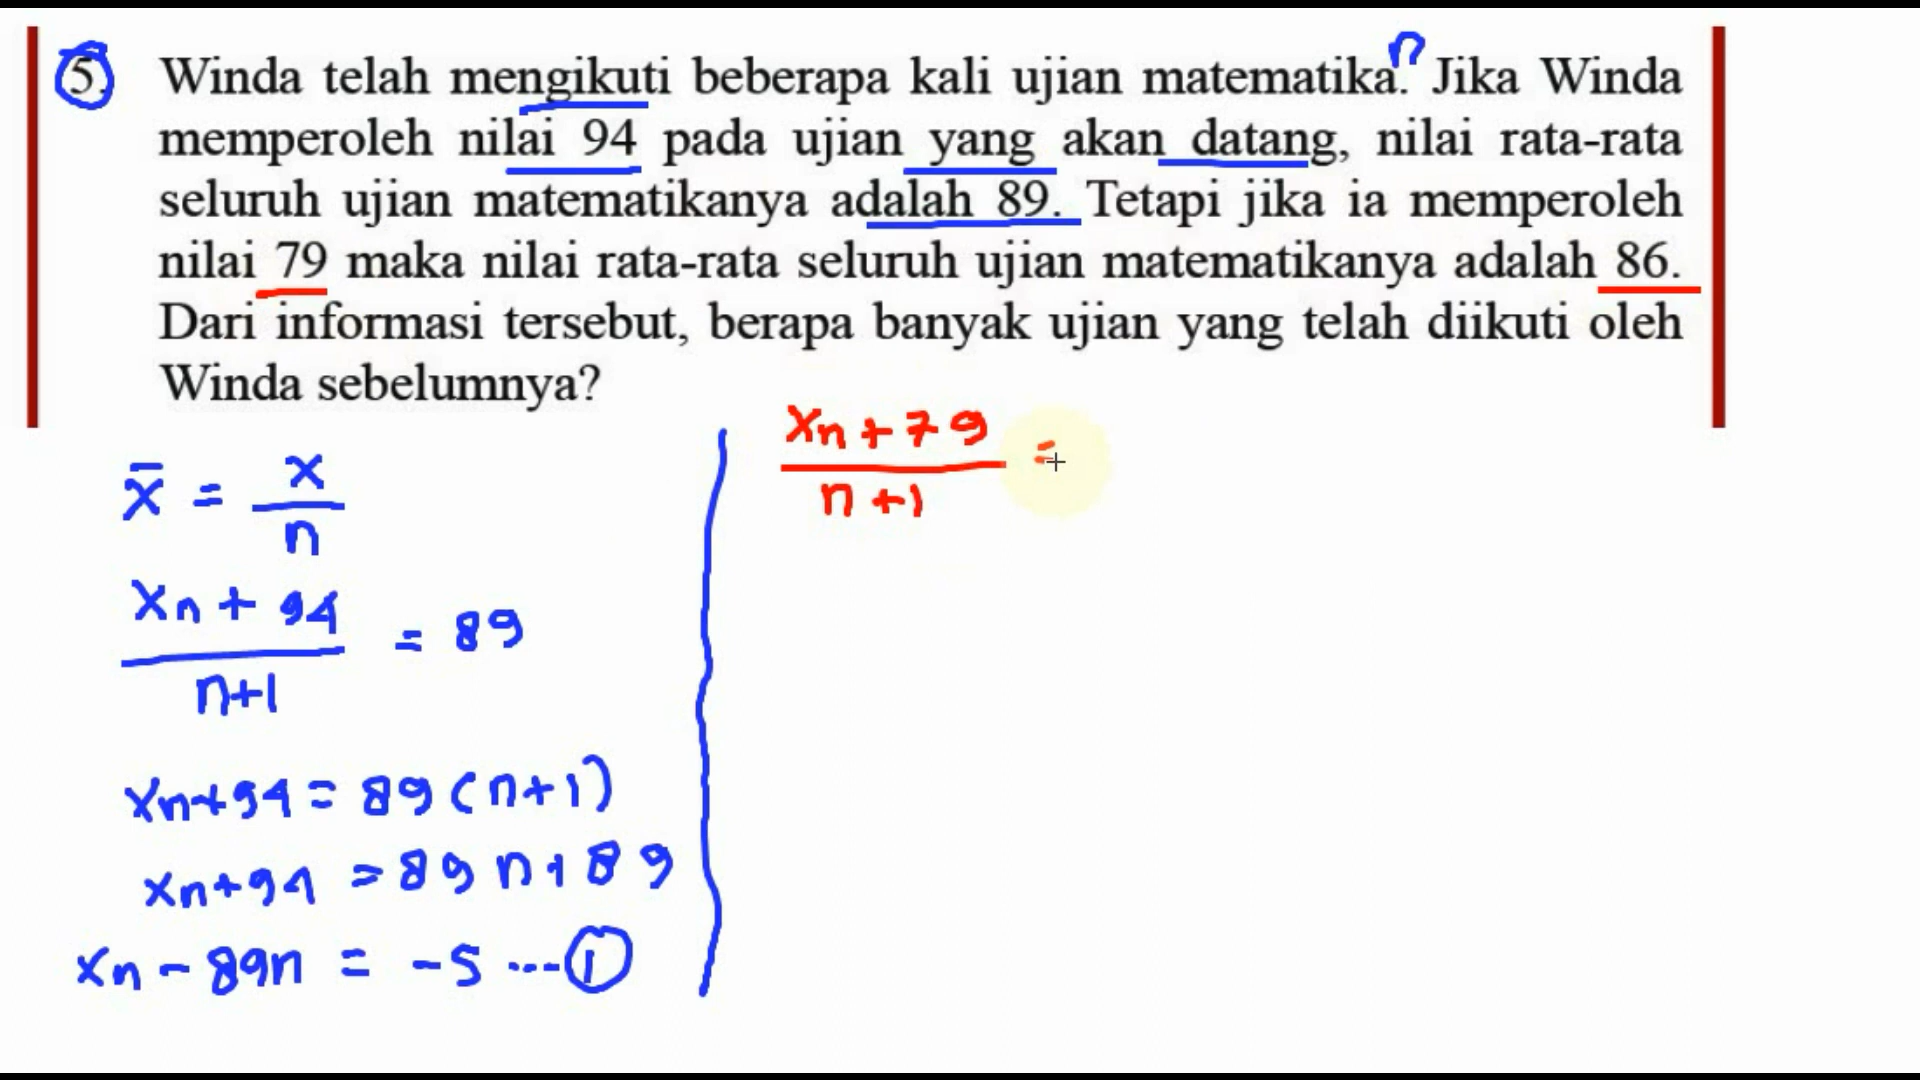 5. Winda telah mengikuti beberapa kali ujian matematika. n Jika Winda
memperoleh nilai 94 pada ujian yang akan datang, nilai rata-rata
seluruh ujian matematikanya adalah 89. Tetapi jika ia memperoleh
nilai 79 maka nilai rata-rata seluruh ujian matematikanya adalah 86.
Dari informasi tersebut, berapa banyak ujian yang telah diikuti oleh
Winda sebelumnya?
x̄ = x / n
xn + 94 / n+1 = 89
xn+94 = 89(n+1)
xn+94 = 89n+89
xn - 89n = -5 ... 1
xn + 79 / n+1 =